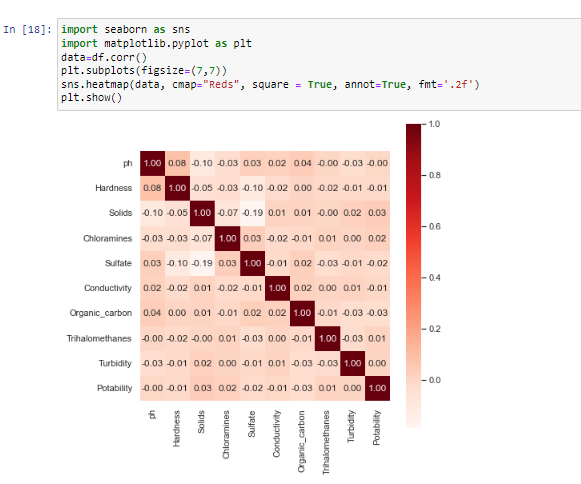 In [18]: import seaborn as sns
import matplotlib.pyplot as plt
data=df.corr()
plt.subplots(figsize=(7,7))
sns.heatmap(data, cmap="Reds", square = True, annot=True, fmt='.2f')
plt.show()
ph 1.00 0.08 -0.10 -0.03 0.03 0.02 0.04 -0.00 -0.03 -0.00
Hardness 0.08 1.00 -0.05 -0.03 -0.10 -0.02 0.00 -0.02 -0.01 -0.01
Solids -0.10 -0.05 1.00 -0.07 -0.19 0.01 0.01 -0.00 0.02 0.03
Chloramines -0.03 -0.03 -0.07 1.00 0.03 -0.02 -0.01 0.01 0.00 0.02
Sulfate 0.03 -0.10 -0.19 0.03 1.00 -0.01 0.02 -0.03 -0.01 -0.02
Conductivity 0.02 -0.02 0.01 -0.02 -0.01 1.00 0.02 0.00 0.01 -0.01
Organic_carbon 0.04 0.00 0.01 -0.01 0.02 0.02 1.00 -0.01 -0.03 -0.03
Trihalomethanes -0.00 -0.02 -0.00 0.01 -0.03 0.00 -0.01 1.00 -0.03 0.01
Turbidity -0.03 -0.01 0.02 0.00 -0.01 0.01 -0.03 -0.03 1.00 0.00
Potability -0.00 -0.01 0.03 0.02 -0.02 -0.01 -0.03 0.01 0.00 1.00
ph
Hardness
Solids
Chloramines
Sulfate
Conductivity
Organic_carbon
Trihalomethanes
Turbidity
Potability
1.0
0.8
0.6
0.4
0.2
0.0